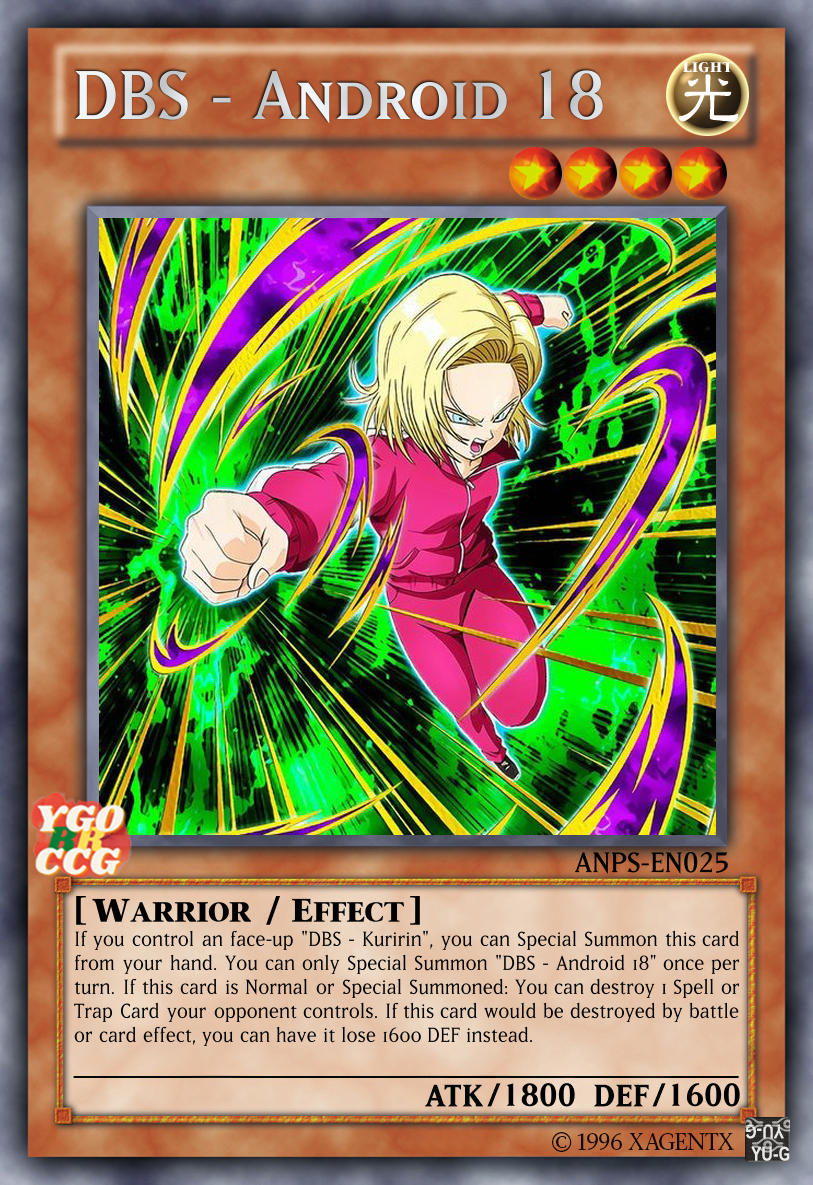 DBS - Android 18
LIGHT
光
YGO
CCG
ANPS-EN025
[ Warrior / Effect ]
If you control an face-up "DBS - Kuririn", you can Special Summon this card
from your hand. You can only Special Summon "DBS - Android 18" once per
turn. If this card is Normal or Special Summoned: You can destroy 1 Spell or
Trap Card your opponent controls. If this card would be destroyed by battle
or card effect, you can have it lose 1600 DEF instead.
ATK/1800 DEF/1600
© 1996 XAGENTX
YU-G